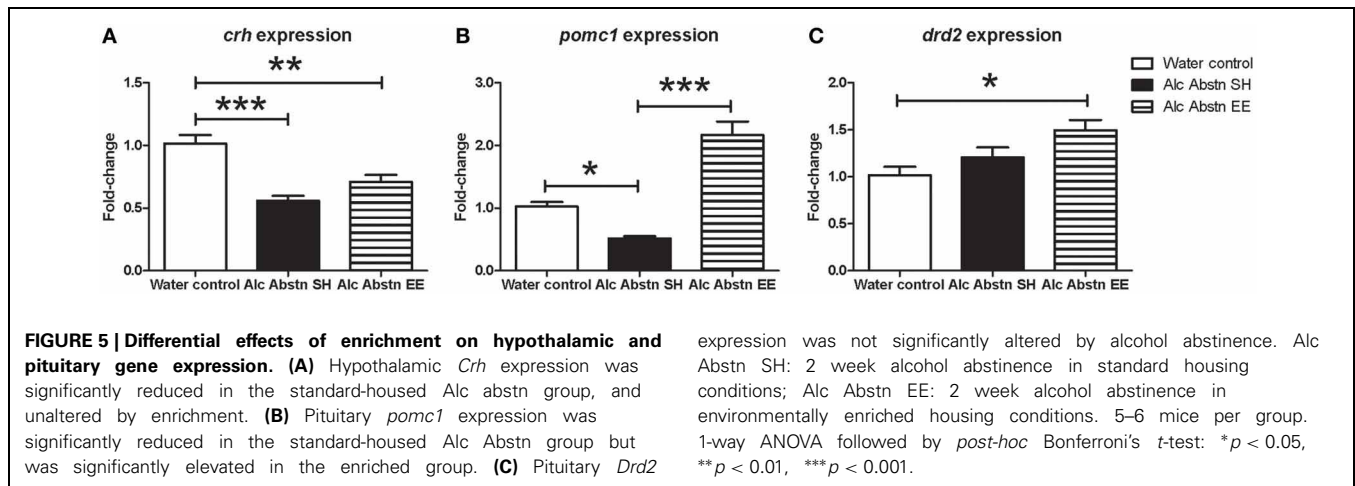 A
crh expression
B
pomc1 expression
C
drd2 expression
Water control
Alc Abstn SH
Alc Abstn EE
Fold-change
1.5
1.0
0.5
0.0
**
***
Water control Alc Abstn SH Alc Abstn EE
Fold-change
3.0
2.0
1.0
0.0
***
*
Water control Alc Abstn SH Alc Abstn EE
Fold-change
2.0
1.5
1.0
0.5
0.0
*
Water control Alc Abstn SH Alc Abstn EE
FIGURE 5 | Differential effects of enrichment on hypothalamic and
pituitary gene expression. (A) Hypothalamic Crh expression was
significantly reduced in the standard-housed Alc abstn group, and
unaltered by enrichment. (B) Pituitary pomc1 expression was
significantly reduced in the standard-housed Alc Abstn group but
was significantly elevated in the enriched group. (C) Pituitary Drd2
expression was not significantly altered by alcohol abstinence. Alc
Abstn SH: 2 week alcohol abstinence in standard housing
conditions; Alc Abstn EE: 2 week alcohol abstinence in
environmentally enriched housing conditions. 5–6 mice per group.
1-way ANOVA followed by post-hoc Bonferroni's t-test: *p < 0.05,
**p < 0.01, ***p < 0.001.